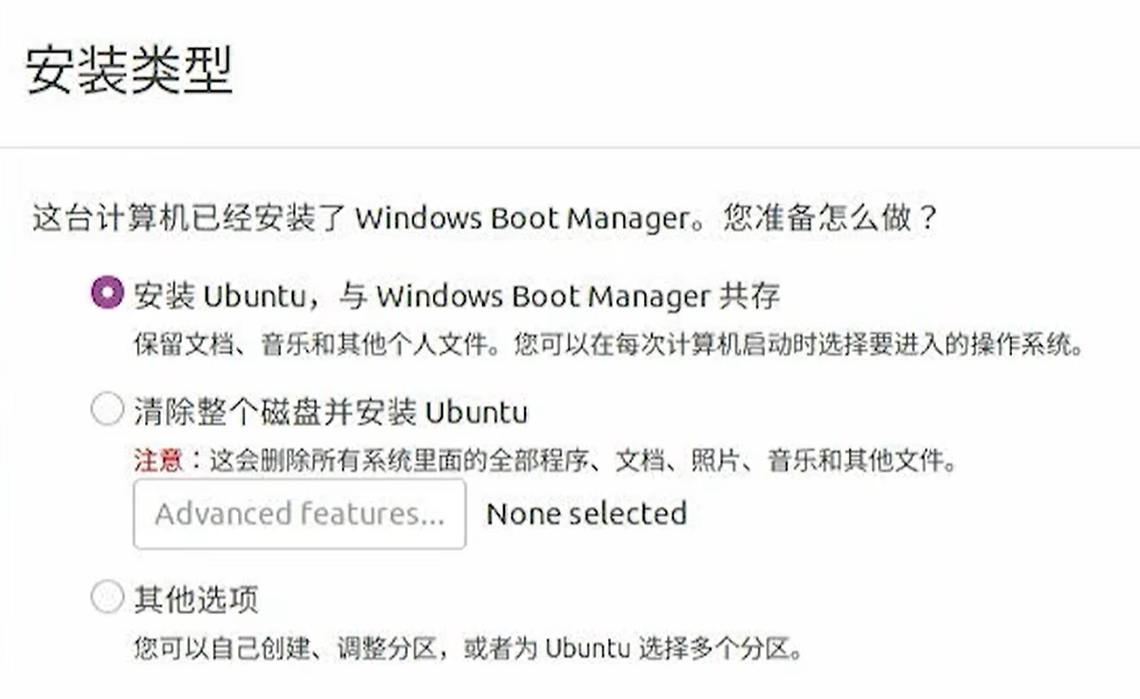 安装类型
这台计算机已经安装了 Windows Boot Manager。您准备怎么做？
安装 Ubuntu，与 Windows Boot Manager 共存
保留文档、音乐和其他个人文件。您可以在每次计算机启动时选择要进入的操作系统。
清除整个磁盘并安装 Ubuntu
注意：这会删除所有系统里面的全部程序、文档、照片、音乐和其他文件。
Advanced features... None selected
其他选项
您可以自己创建、调整分区，或者为 Ubuntu 选择多个分区。